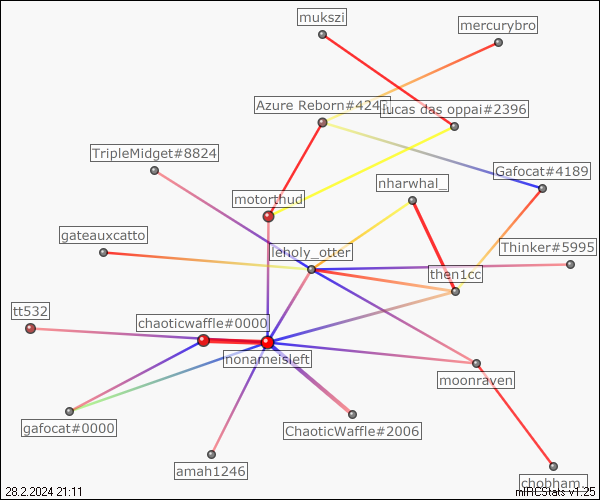 mukszi
mercurybro
Azure Reborn#424
lucas das oppai#2396
TripleMidget#8824
Gafocat#4189
nharwhal_
motorthud
gateauxcatto
Thinker#5995
leholy_otter
then1cc
tt532
chaoticwaffle#0000
nonameisleft
moonraven
gafocat#0000
ChaoticWaffle#2006
amah1246
chobham_
28.2.2024 21:11
mIRCStats v1.25